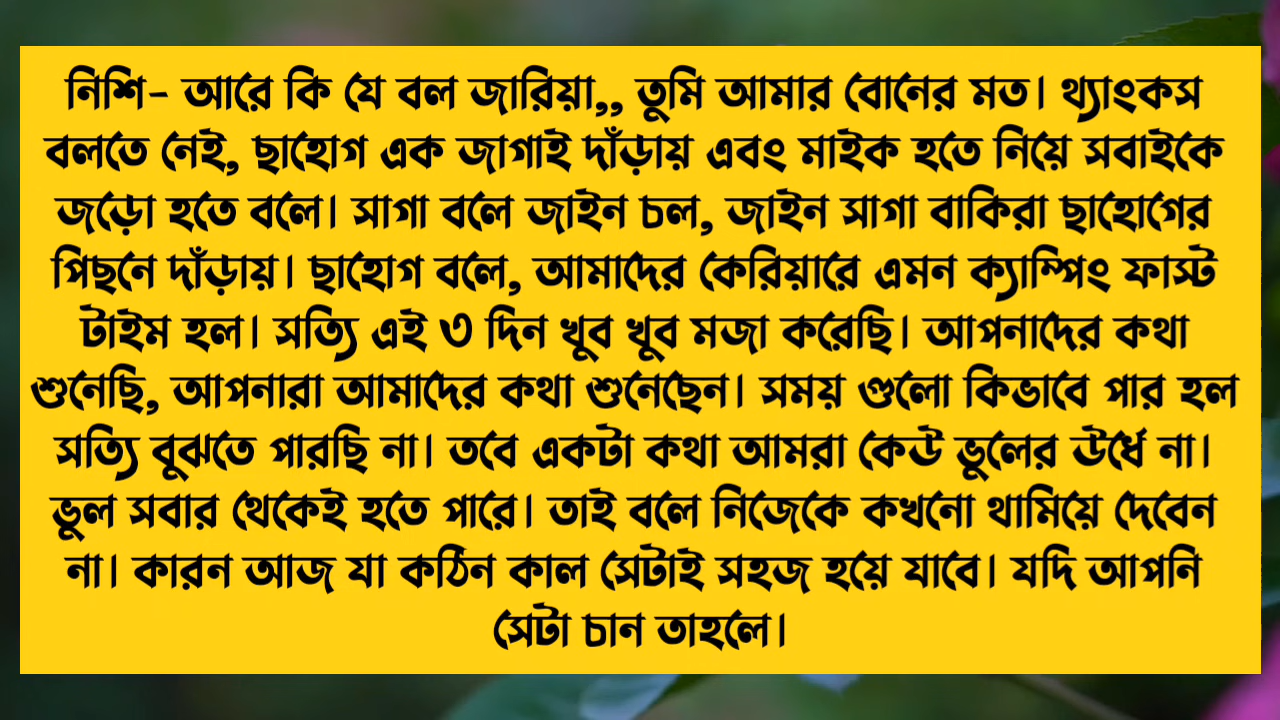 নিশি- আরে কি যে বল জারিয়া,, তুমি আমার বোনের মত। থ্যাংকস
বলতে নেই, ছাহোগ এক জাগাই দাঁড়ায় এবং মাইক হতে নিয়ে সবাইকে
জড়ো হতে বলে। সাগা বলে জাইন চল, জাইন সাগা বাকিরা ছাহোগের
পিছনে দাঁড়ায়। ছাহোগ বলে, আমাদের কেরিয়ারে এমন ক্যাম্পিং ফাস্ট
টাইম হল। সত্যি এই ৩ দিন খুব খুব মজা করেছি। আপনাদের কথা
শুনেছি, আপনারা আমাদের কথা শুনেছেন। সময় গুলো কিভাবে পার হল
সত্যি বুঝতে পারছি না। তবে একটা কথা আমরা কেউ ভুলের ঊর্ধে না।
ভুল সবার থেকেই হতে পারে। তাই বলে নিজেকে কখনো থামিয়ে দেবেন
না। কারন আজ যা কঠিন কাল সেটাই সহজ হয়ে যাবে। যদি আপনি
সেটা চান তাহলে।